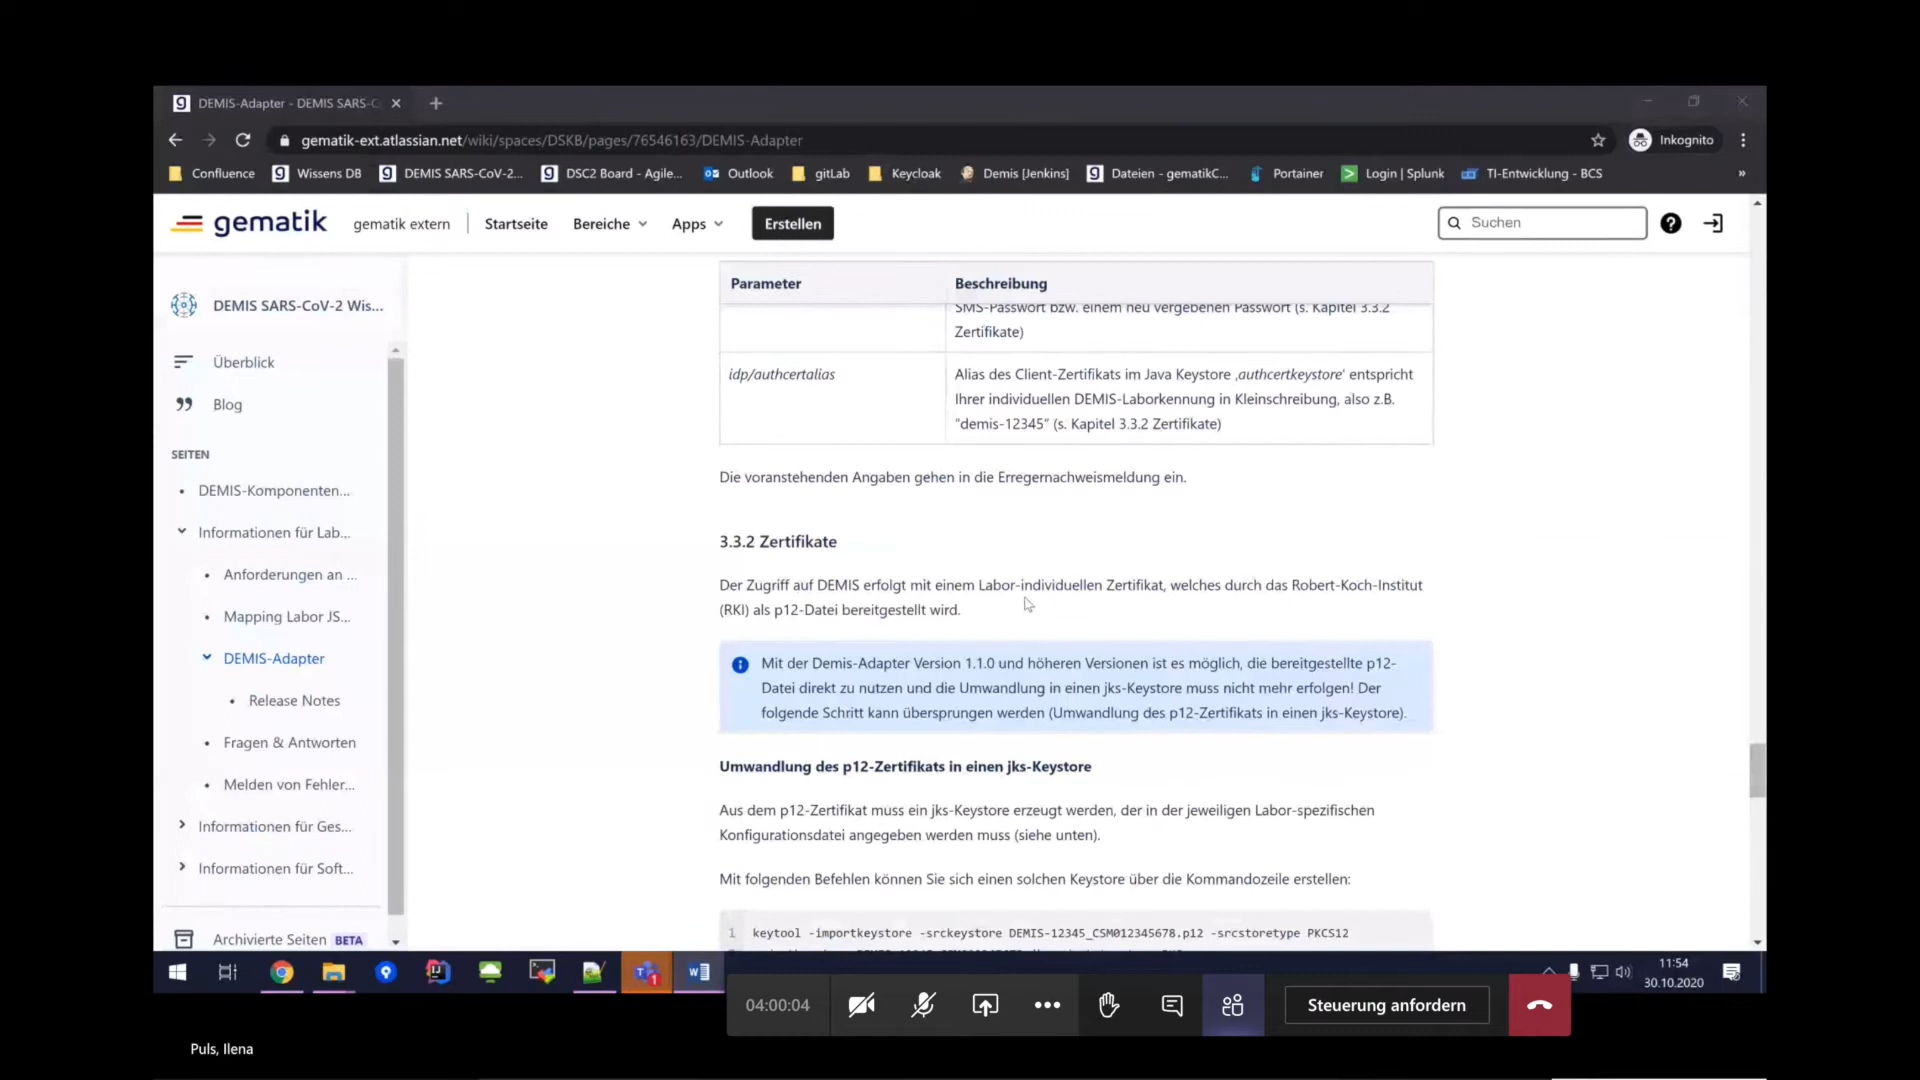 DEMIS-Adapter - DEMIS SARS-C
gematik-ext.atlassian.net/wiki/spaces/DSKB/pages/76546163/DEMIS-Adapter
Inkognito
Confluence
Wissens DB
DEMIS SARS-CoV-2...
DSC2 Board - Agile...
Outlook
gitLab
Keycloak
Demis [Jenkins]
Dateien - gematikC...
Portainer
Login | Splunk
TI-Entwicklung - BCS
»
gematik
gematik extern
Startseite
Bereiche
Apps
Erstellen
Suchen
DEMIS SARS-CoV-2 Wis...
Überblick
Blog
SEITEN
DEMIS-Komponenten...
Informationen für Lab...
Anforderungen an ...
Mapping Labor JS...
DEMIS-Adapter
Release Notes
Fragen & Antworten
Melden von Fehler...
Informationen für Ges...
Informationen für Soft...
Archivierte Seiten BETA
Parameter Beschreibung
SMS-Passwort bzw. einem neu vergebenen Passwort (s. Kapitel 3.3.2
Zertifikate)
idp/authcertalias
Alias des Client-Zertifikats im Java Keystore ‚authcertkeystore' entspricht
Ihrer individuellen DEMIS-Laborkennung in Kleinschreibung, also z.B.
"demis-12345" (s. Kapitel 3.3.2 Zertifikate)
Die voranstehenden Angaben gehen in die Erregernachweismeldung ein.
3.3.2 Zertifikate
Der Zugriff auf DEMIS erfolgt mit einem Labor-individuellen Zertifikat, welches durch das Robert-Koch-Institut
(RKI) als p12-Datei bereitgestellt wird.
Mit der Demis-Adapter Version 1.1.0 und höheren Versionen ist es möglich, die bereitgestellte p12-
Datei direkt zu nutzen und die Umwandlung in einen jks-Keystore muss nicht mehr erfolgen! Der
folgende Schritt kann übersprungen werden (Umwandlung des p12-Zertifikats in einen jks-Keystore).
Umwandlung des p12-Zertifikats in einen jks-Keystore
Aus dem p12-Zertifikat muss ein jks-Keystore erzeugt werden, der in der jeweiligen Labor-spezifischen
Konfigurationsdatei angegeben werden muss (siehe unten).
Mit folgenden Befehlen können Sie sich einen solchen Keystore über die Kommandozeile erstellen:
1 keytool -importkeystore -srckeystore DEMIS-12345_CSM012345678.p12 -srcstoretype PKCS12
11:54
30.10.2020
04:00:04
Steuerung anfordern
Puls, Ilena